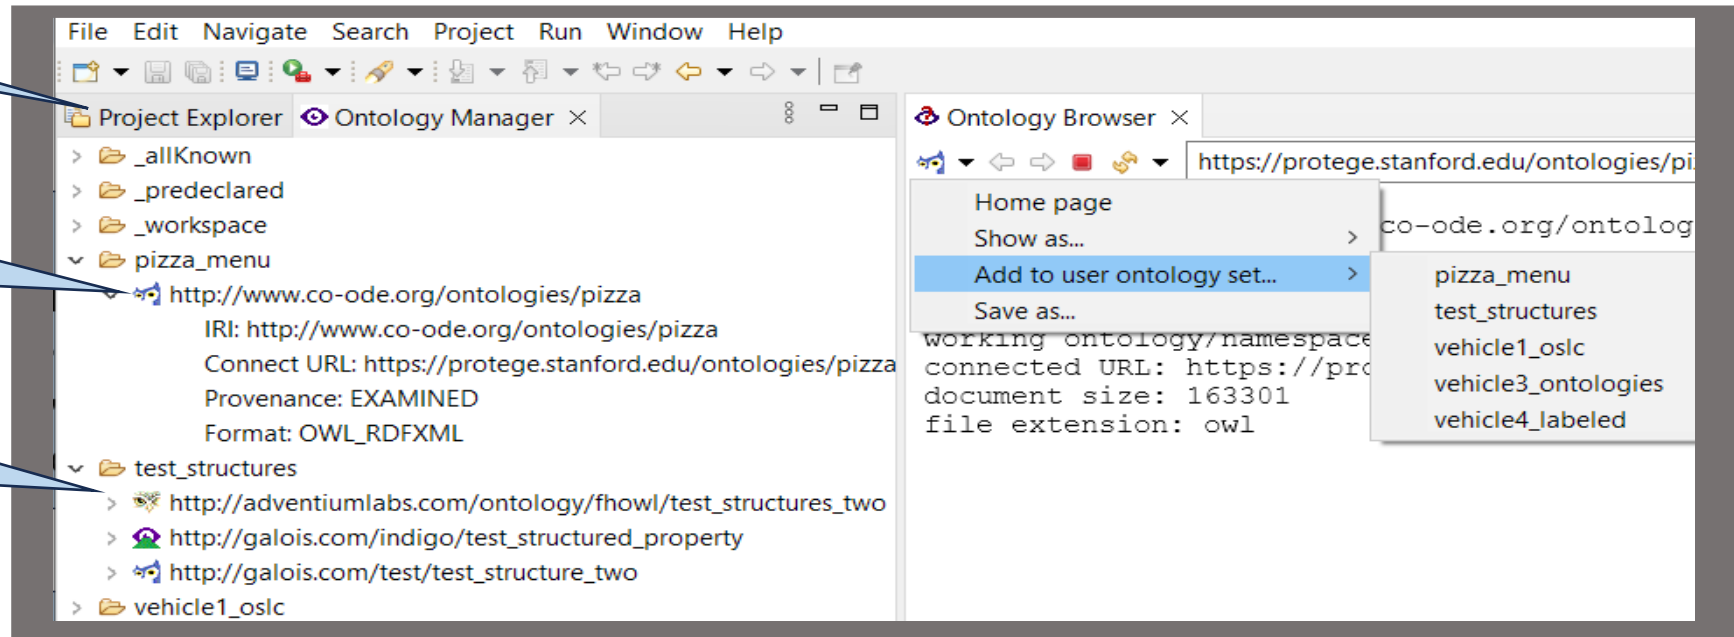 File Edit Navigate Search Project Run Window Help
Project Explorer Ontology Manager
_allKnown
_predeclared
_workspace
pizza_menu
http://www.co-ode.org/ontologies/pizza
IRI: http://www.co-ode.org/ontologies/pizza
Connect URL: https://protege.stanford.edu/ontologies/pizza
Provenance: EXAMINED
Format: OWL_RDFXML
test_structures
http://adventiumlabs.com/ontology/fhowl/test_structures_two
http://galois.com/indigo/test_structured_property
http://galois.com/test/test_structure_two
vehicle1_oslc
Ontology Browser
https://protege.stanford.edu/ontologies/pi
Home page
Show as...
Add to user ontology set...
Save as...
co-ode.org/ontolog
pizza_menu
test_structures
vehicle1_oslc
vehicle3_ontologies
vehicle4_labeled
working ontology/namespace
connected URL: https://pro
document size: 163301
file extension: owl